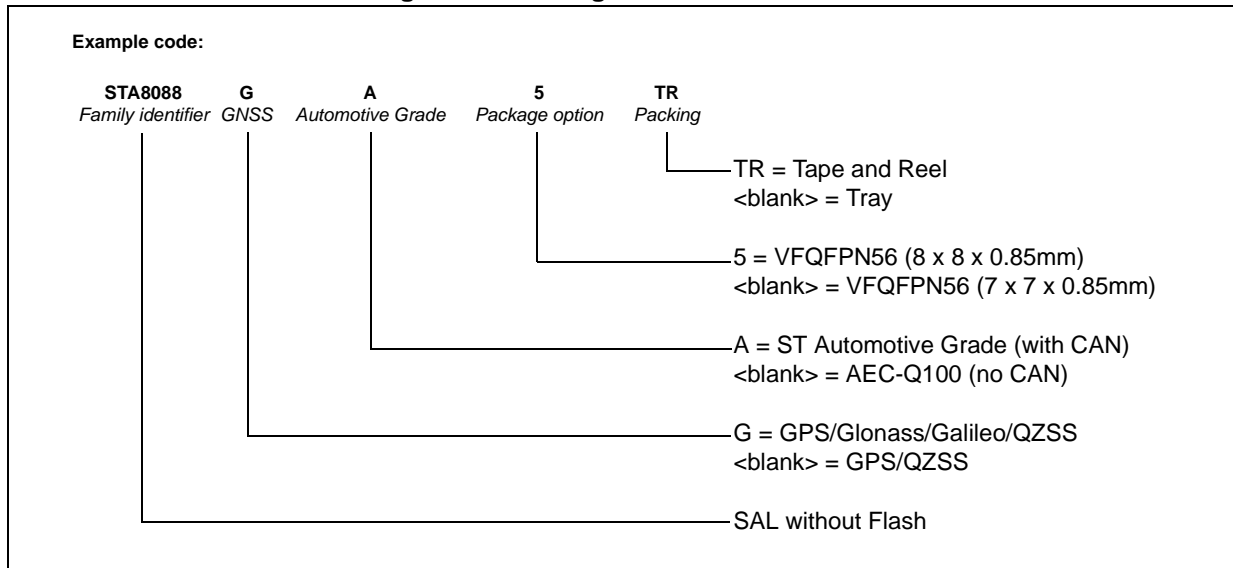 Example code:
STA8088 G A 5 TR
Family identifier GNSS Automotive Grade Package option Packing
TR = Tape and Reel
<blank> = Tray
5 = VFQFPN56 (8 x 8 x 0.85mm)
<blank> = VFQFPN56 (7 x 7 x 0.85mm)
A = ST Automotive Grade (with CAN)
<blank> = AEC-Q100 (no CAN)
G = GPS/Glonass/Galileo/QZSS
<blank> = GPS/QZSS
SAL without Flash